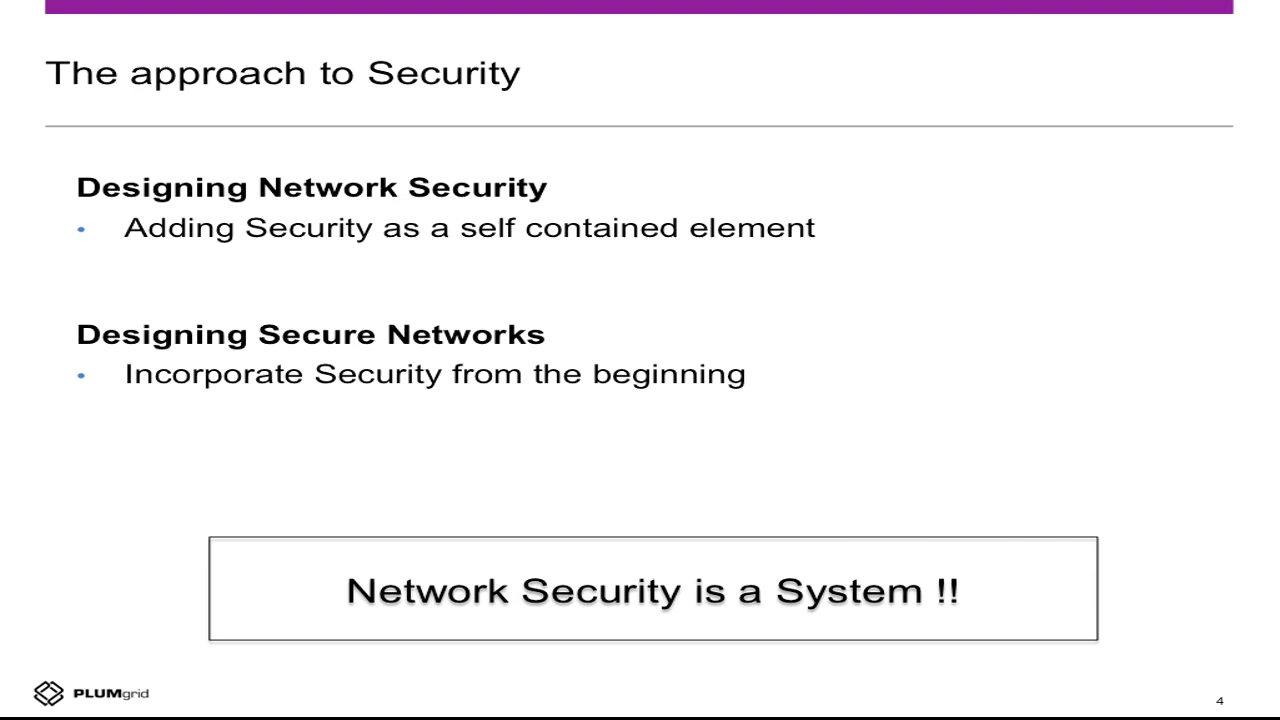 The approach to Security
Designing Network Security
• Adding Security as a self contained element
Designing Secure Networks
• Incorporate Security from the beginning
Network Security is a System !!
PLUMgrid
4